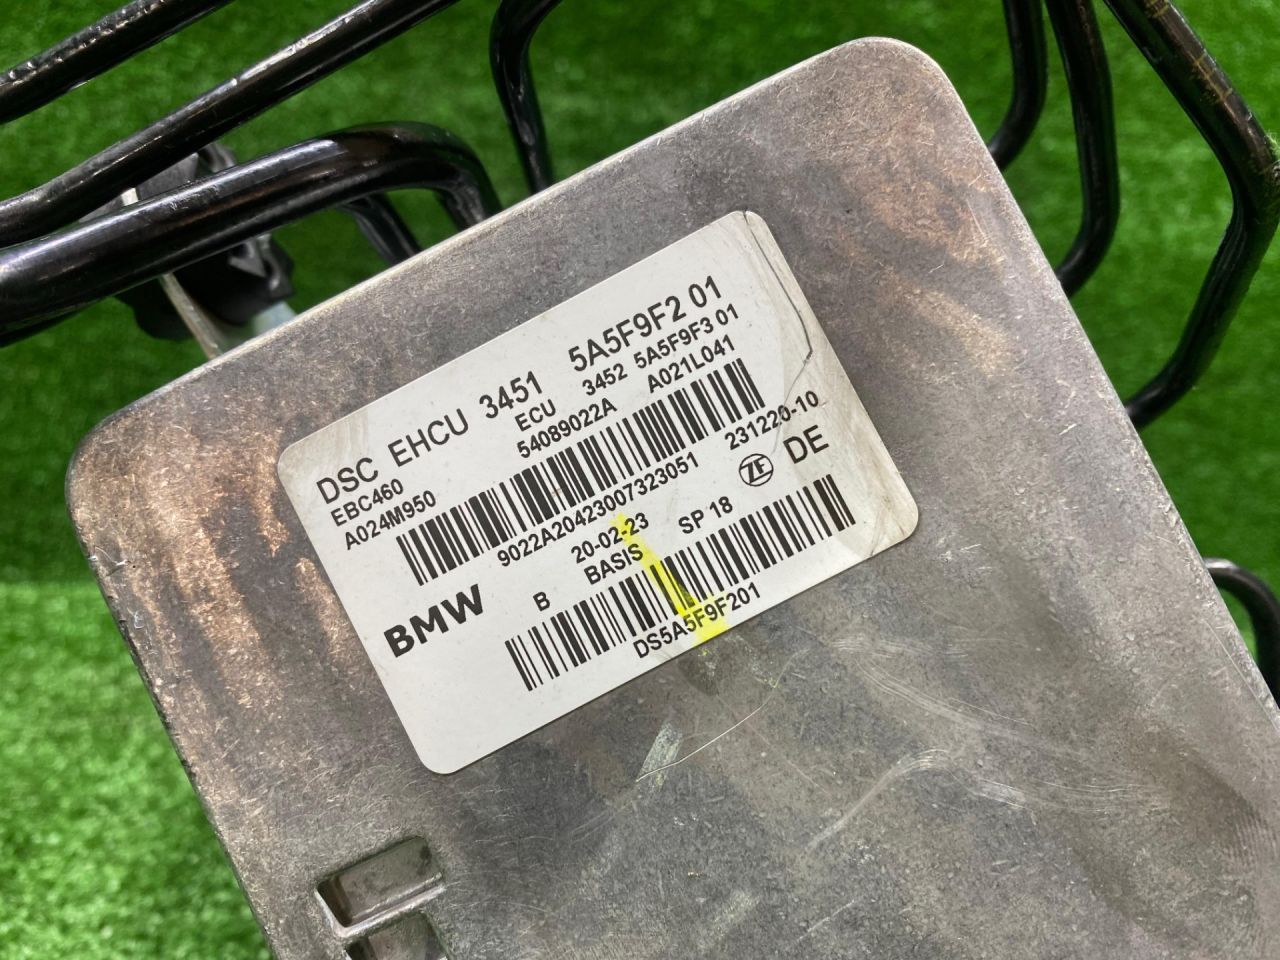 DSC EHCU 3451 5A5F9F2 01
EBC460 ECU 3452 5A5F9F3 01
A024M950 54089022A A021L041
9022A20423007323051 231220-10
20-02-23 ZF DE
BMW B BASIS SP 18
DS5A5F9F201